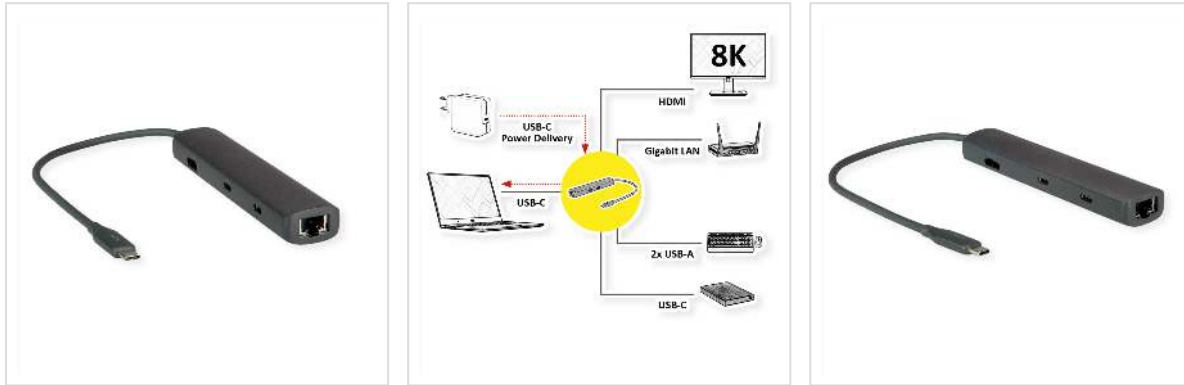 8K
HDMI
USB-C
Power Delivery
Gigabit LAN
USB-C
2x USB-A
USB-C